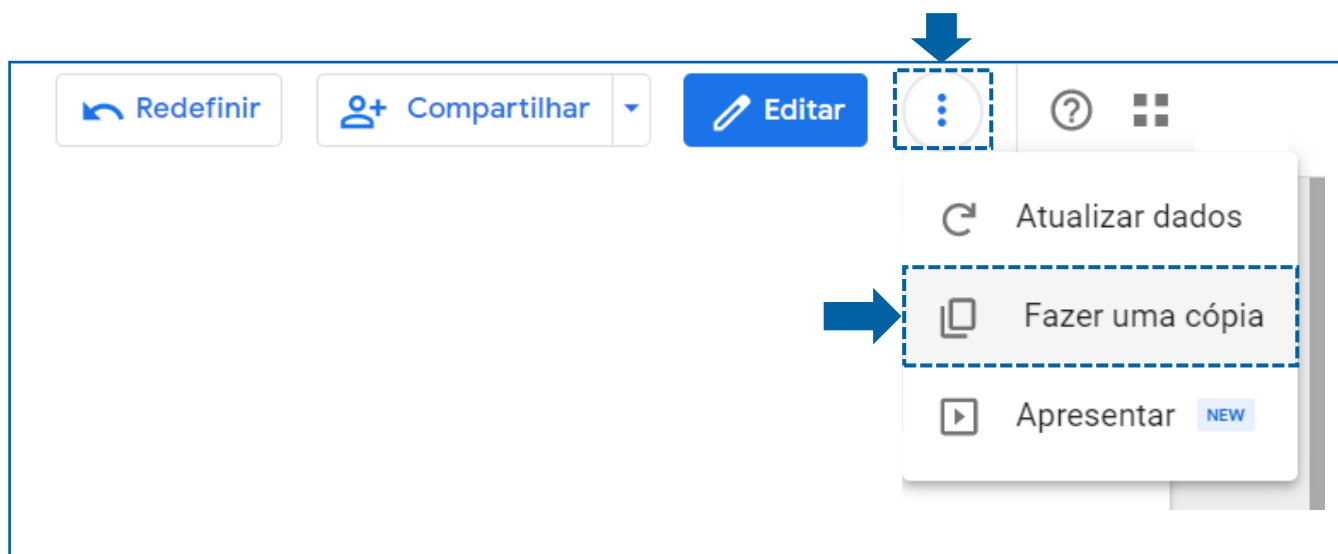 Redefinir
Compartilhar
Editar
Atualizar dados
Fazer uma cópia
Apresentar NEW